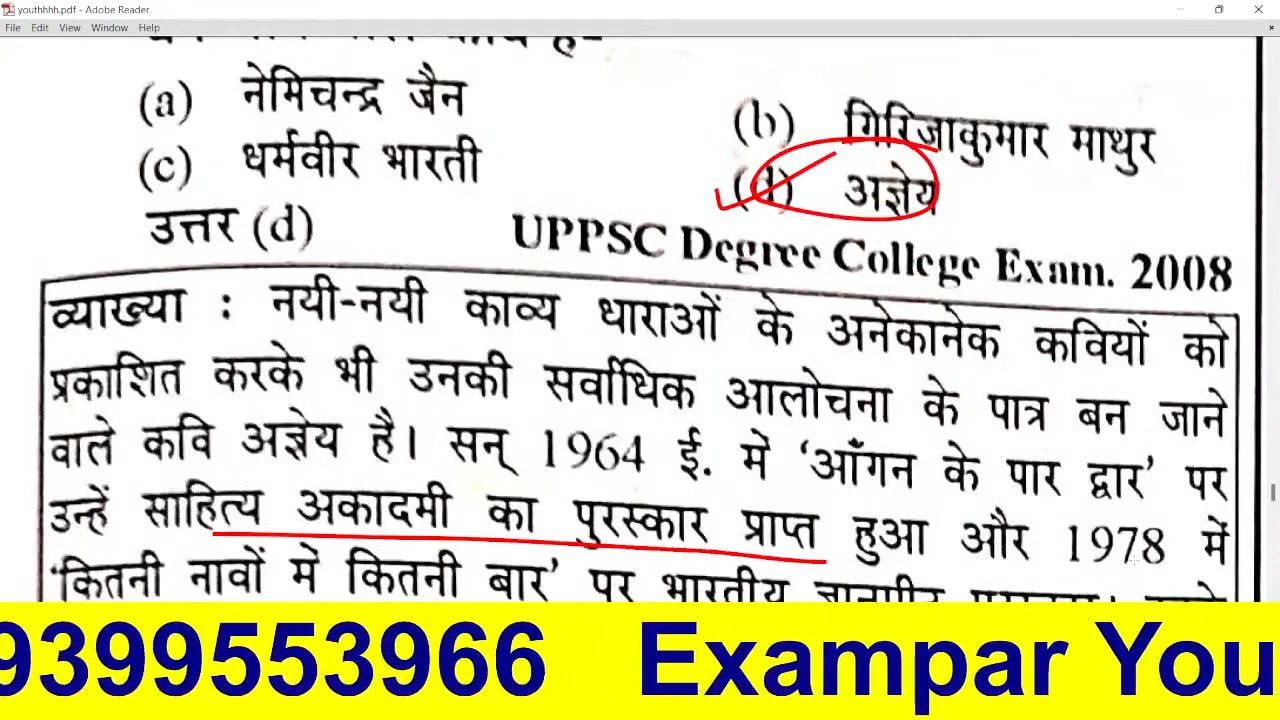 youthhhh.pdf - Adobe Reader
File Edit View Window Help
(a) नेमिचन्द्र जैन
(b) गिरिजाकुमार माथुर
(c) धर्मवीर भारती
(d) अज्ञेय
उत्तर (d)
UPPSC Degree College Exam. 2008
व्याख्या : नयी-नयी काव्य धाराओं के अनेकानेक कवियों को
प्रकाशित करके भी उनकी सर्वाधिक आलोचना के पात्र बन जाने
वाले कवि अज्ञेय है। सन् 1964 ई. में 'आँगन के पार द्वार' पर
उन्हें साहित्य अकादमी का पुरस्कार प्राप्त हुआ और 1978 में
'कितनी नावों में कितनी बार' पर भारतीय
9399553966 Exampar You